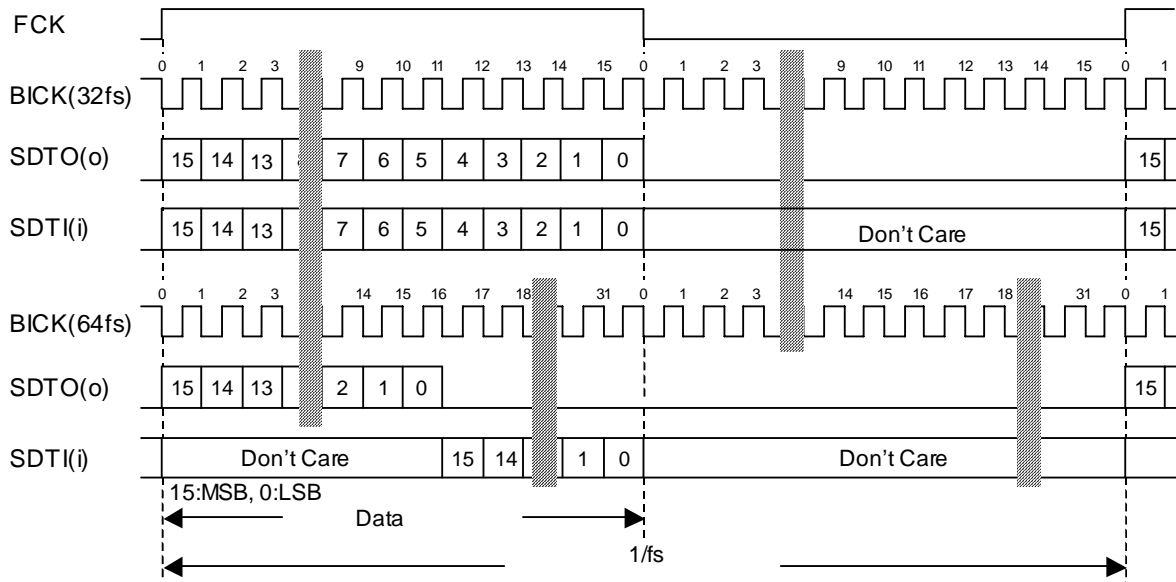 FCK
0 1 2 3 9 10 11 12 13 14 15 0 1 2 3 9 10 11 12 13 14 15 0 1
BICK(32fs)
SDTO(o) 15 14 13 7 6 5 4 3 2 1 0 15
SDTI(i) 15 14 13 7 6 5 4 3 2 1 0 Don't Care 15
0 1 2 3 14 15 16 17 18 31 0 1 2 3 14 15 16 17 18 31 0 1
BICK(64fs)
SDTO(o) 15 14 13 2 1 0 15
SDTI(i) Don't Care 15 14 1 0 Don't Care
15:MSB, 0:LSB
Data
1/fs